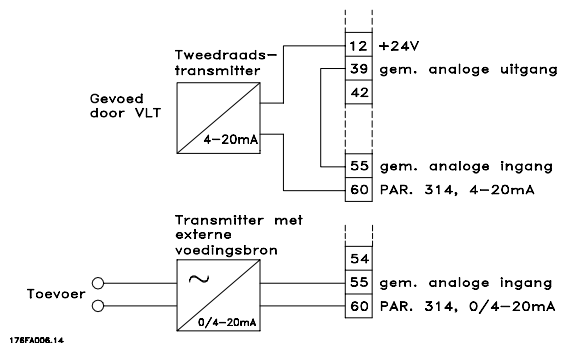 12 +24V
Tweedraads-
transmitter
39 gem. analoge uitgang
42
Gevoed
door VLT
4-20mA
55 gem. analoge ingang
60 PAR. 314, 4-20mA
Transmitter met
externe
voedingsbron
54
~
55 gem. analoge ingang
Toevoer
60 PAR. 314, 0/4-20mA
0/4-20mA
176FA006.14